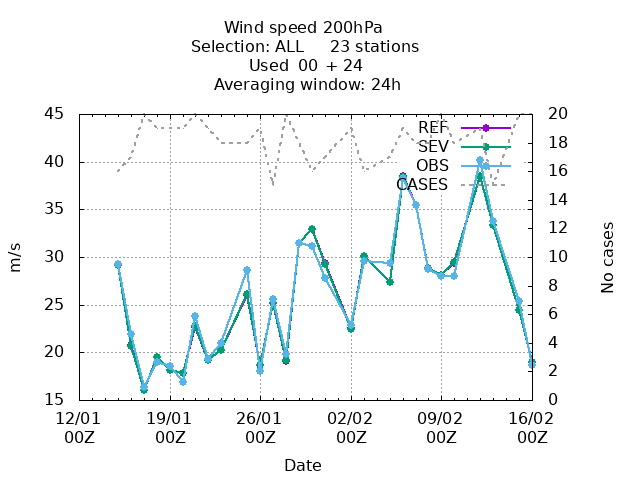 Wind speed 200hPa
Selection: ALL     23 stations
Used  00  + 24
Averaging window: 24h
45
40
35
30
25
20
15
m/s
20
18
16
14
12
10
8
6
4
2
0
No cases
REF
SEV
OBS
CASES
12/01 00Z
19/01 00Z
26/01 00Z
02/02 00Z
09/02 00Z
16/02 00Z
Date